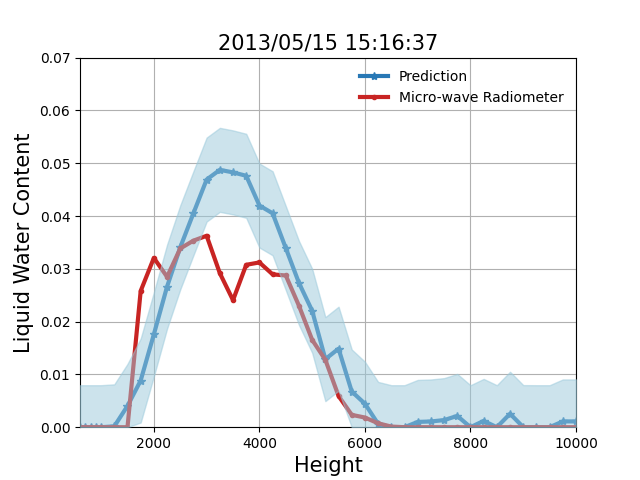 2013/05/15 15:16:37
Liquid Water Content
0.07
0.06
0.05
0.04
0.03
0.02
0.01
0.00
Prediction
Micro-wave Radiometer
2000 4000 6000 8000 10000
Height